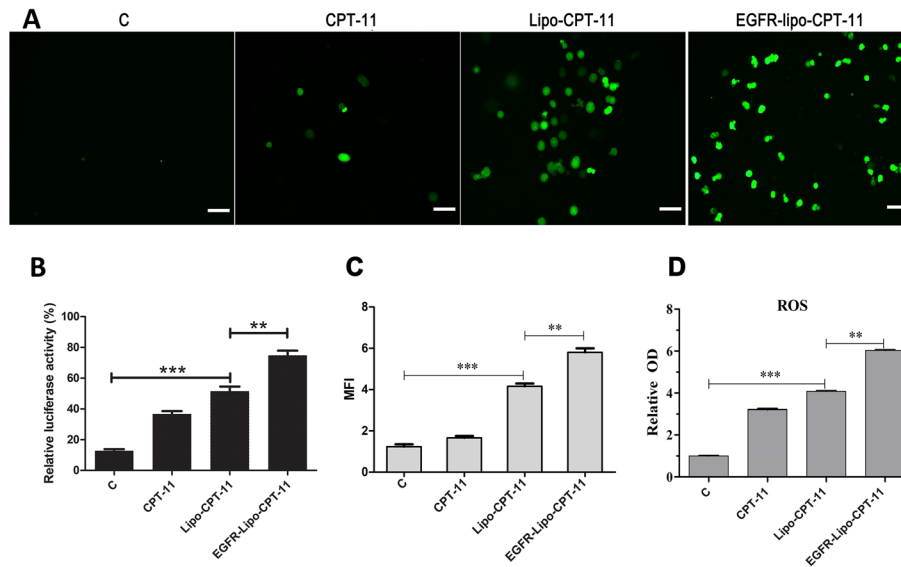 A
C
CPT-11
Lipo-CPT-11
EGFR-lipo-CPT-11
B
Relative luciferase activity (%)
100
80
60
40
20
0
***
**
C
CPT-11
Lipo-CPT-11
EGFR-Lipo-CPT-11
C
MFI
8
6
4
2
0
***
**
C
CPT-11
Lipo-CPT-11
EGFR-Lipo-CPT-11
D
ROS
Relative OD
8
6
4
2
0
***
**
C
CPT-11
Lipo-CPT-11
EGFR-Lipo-CPT-11